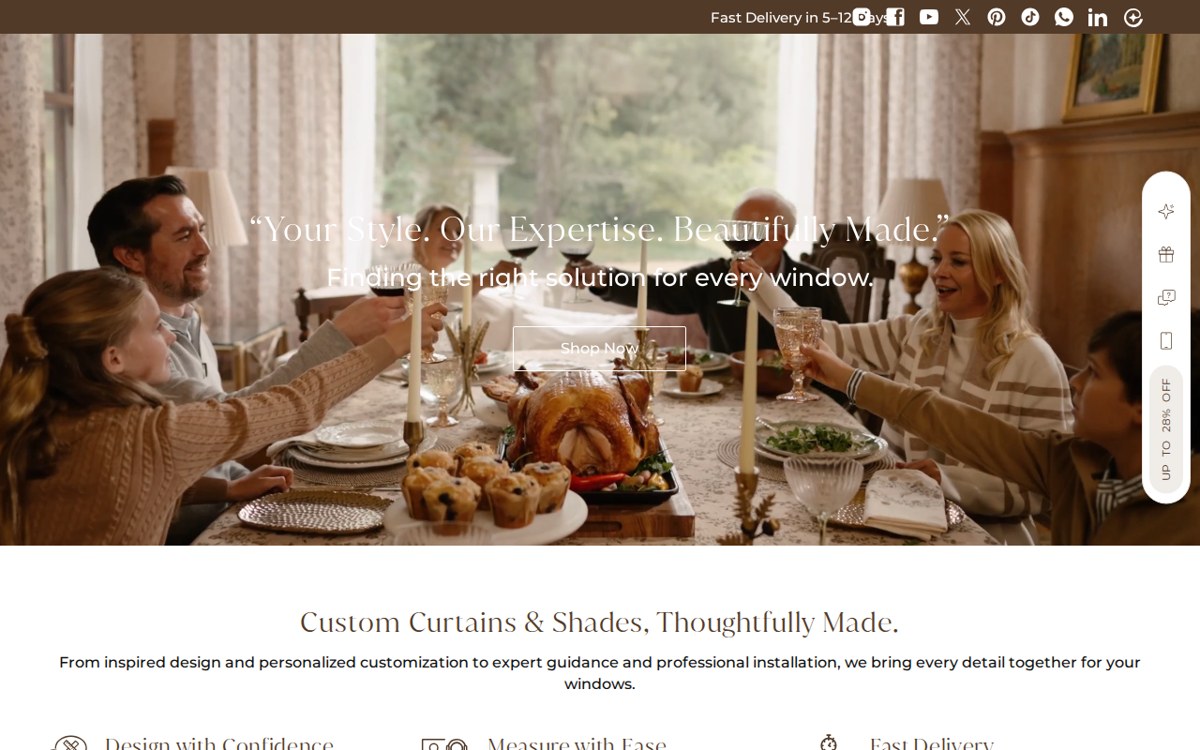 Fast Delivery in 5–12 Days
“Your Style. Our Expertise. Beautifully Made.”
Finding the right solution for every window.
Shop Now
UP TO 28% OFF
Custom Curtains & Shades, Thoughtfully Made.
From inspired design and personalized customization to expert guidance and professional installation, we bring every detail together for your
windows.
Design with Confidence
Measure with Ease
Fast Delivery